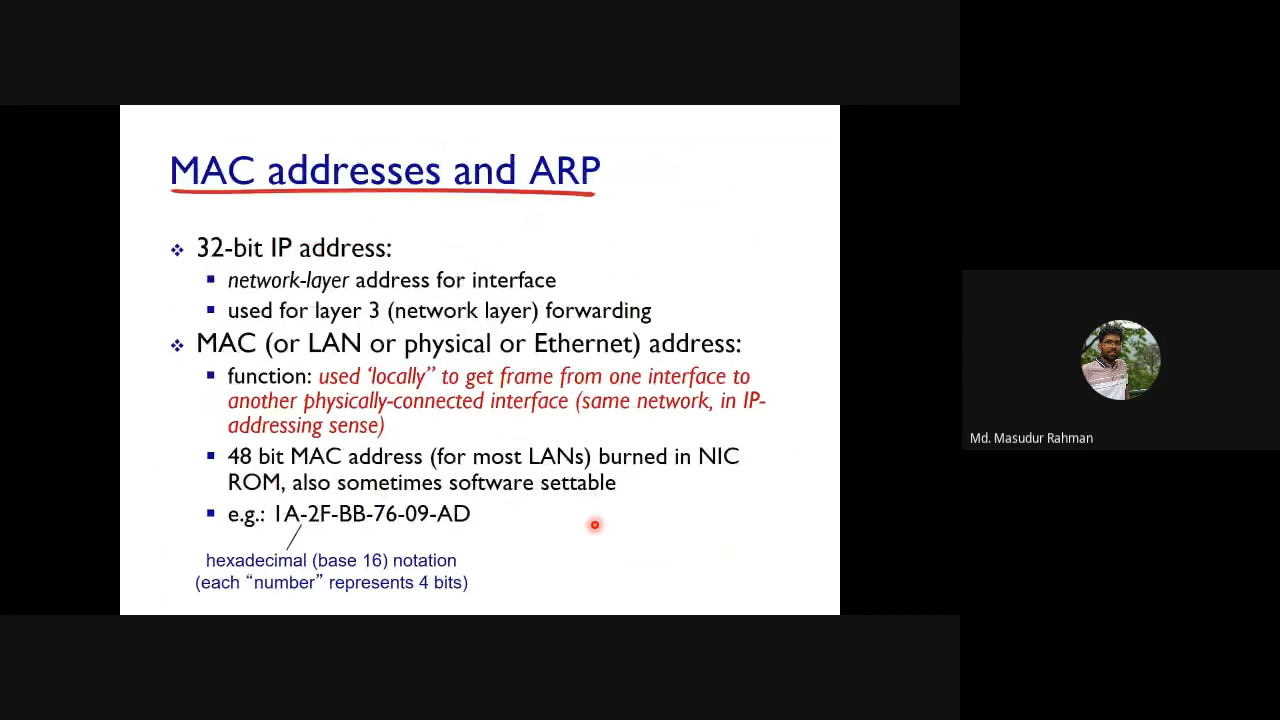 MAC addresses and ARP
32-bit IP address:
network-layer address for interface
used for layer 3 (network layer) forwarding
MAC (or LAN or physical or Ethernet) address:
function: used ‘locally” to get frame from one interface to
another physically-connected interface (same network, in IP-
addressing sense)
48 bit MAC address (for most LANs) burned in NIC
ROM, also sometimes software settable
e.g.: 1A-2F-BB-76-09-AD
hexadecimal (base 16) notation
(each “number” represents 4 bits)
Md. Masudur Rahman